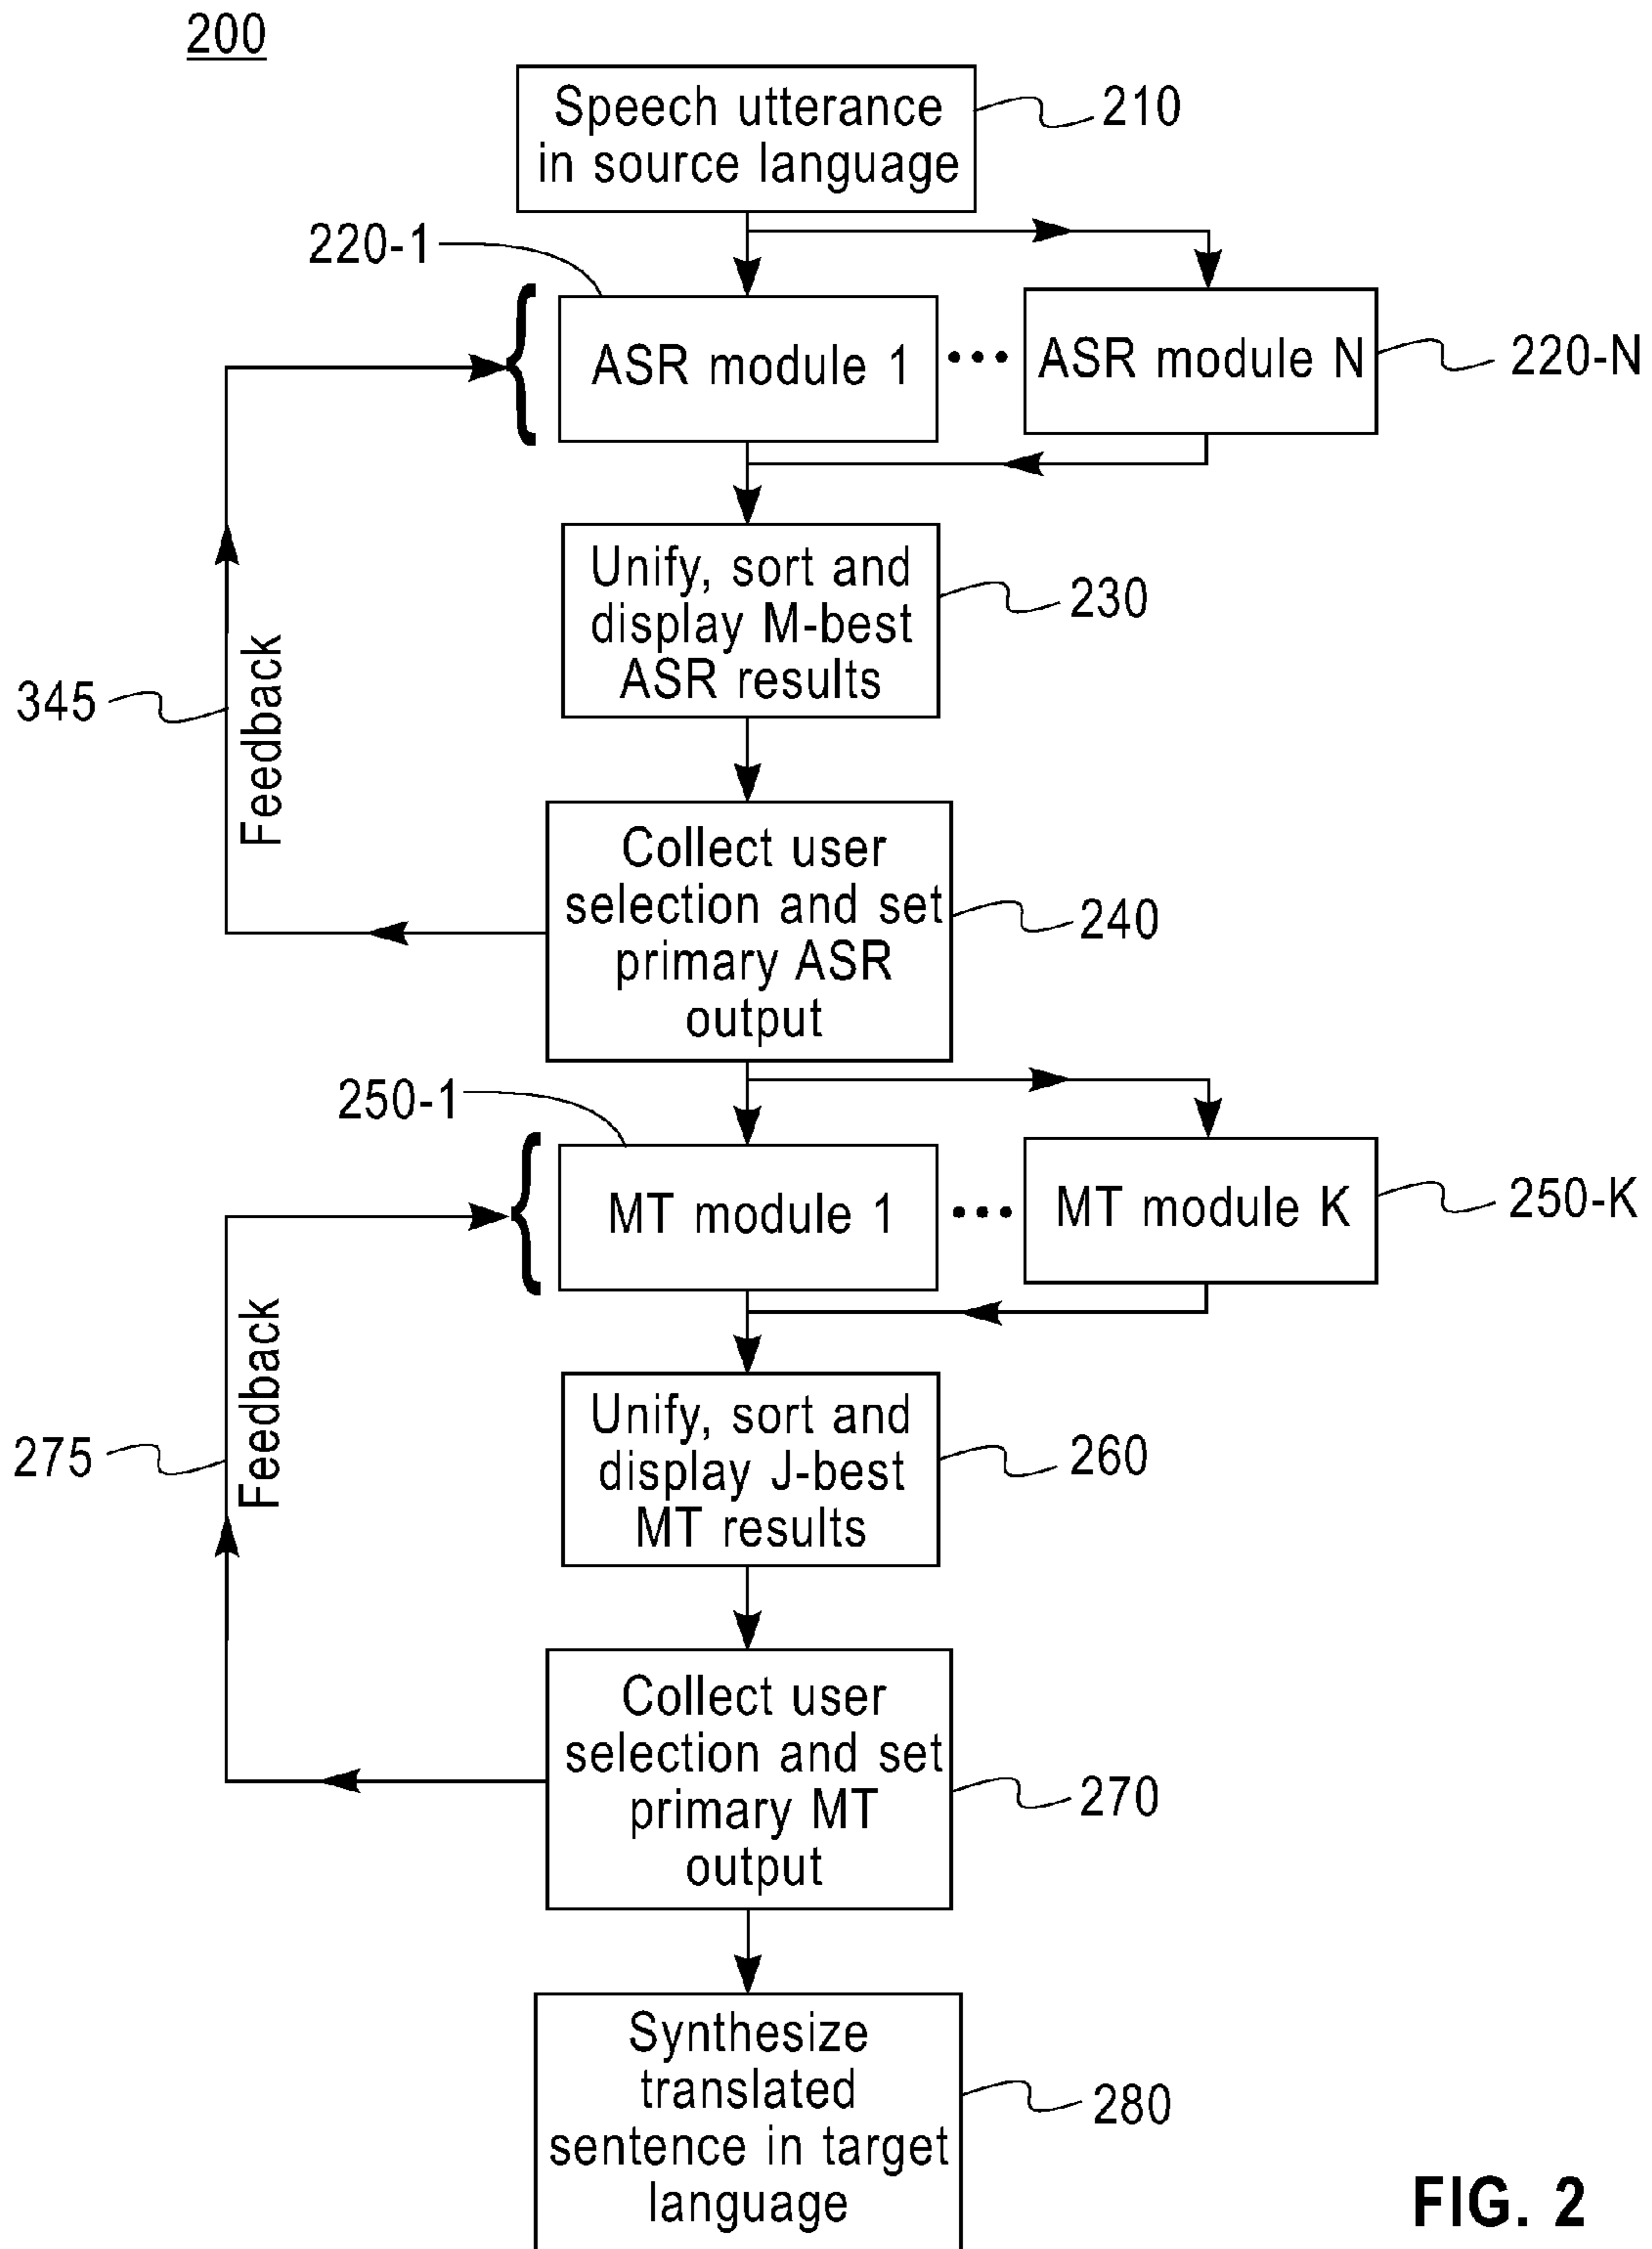 200
Speech utterance
in source language
210
220-1
ASR module 1
•••
ASR module N
220-N
Unify, sort and
display M-best
ASR results
230
345
Feedback
Collect user
selection and set
primary ASR
output
240
250-1
MT module 1
•••
MT module K
250-K
Unify, sort and
display J-best
MT results
260
275
Feedback
Collect user
selection and set
primary MT
output
270
Synthesize
translated
sentence in target
language
280
FIG. 2